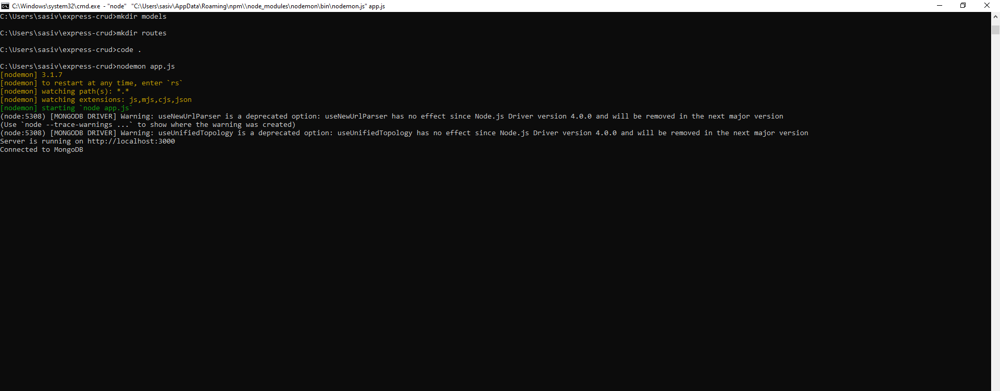 C:\Windows\system32\cmd.exe - "node" "C:\Users\sasiv\AppData\Roaming\npm\\node_modules\nodemon\bin\nodemon.js" app.js
C:\Users\sasiv\express-crud>mkdir models
C:\Users\sasiv\express-crud>mkdir routes
C:\Users\sasiv\express-crud>code .
C:\Users\sasiv\express-crud>nodemon app.js
[nodemon] 3.1.7
[nodemon] to restart at any time, enter `rs`
[nodemon] watching path(s): *.*
[nodemon] watching extensions: js,mjs,cjs,json
[nodemon] starting `node app.js`
(node:5308) [MONGODB DRIVER] Warning: useNewUrlParser is a deprecated option: useNewUrlParser has no effect since Node.js Driver version 4.0.0 and will be removed in the next major version
(Use `node --trace-warnings ...` to show where the warning was created)
(node:5308) [MONGODB DRIVER] Warning: useUnifiedTopology is a deprecated option: useUnifiedTopology has no effect since Node.js Driver version 4.0.0 and will be removed in the next major version
Server is running on http://localhost:3000
Connected to MongoDB